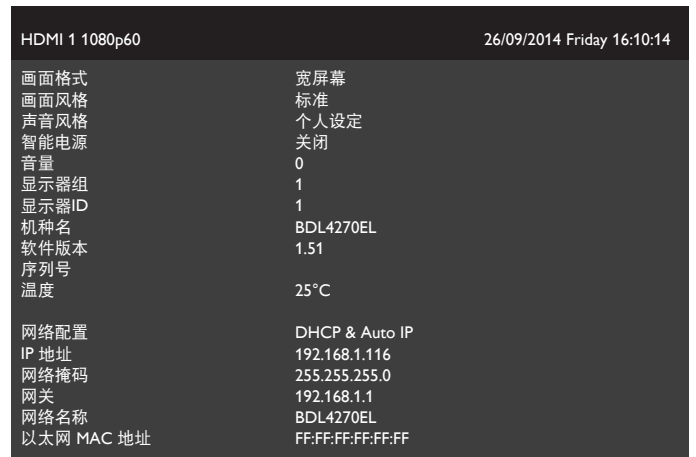 HDMI 1 1080p60 26/09/2014 Friday 16:10:14
画面格式 宽屏幕
画面风格 标准
声音风格 个人设定
智能电源 关闭
音量 0
显示器组 1
显示器ID 1
机种名 BDL4270EL
软件版本 1.51
序列号
温度 25°C
网络配置 DHCP & Auto IP
IP 地址 192.168.1.116
网络掩码 255.255.255.0
网关 192.168.1.1
网络名称 BDL4270EL
以太网 MAC 地址 FF:FF:FF:FF:FF:FF